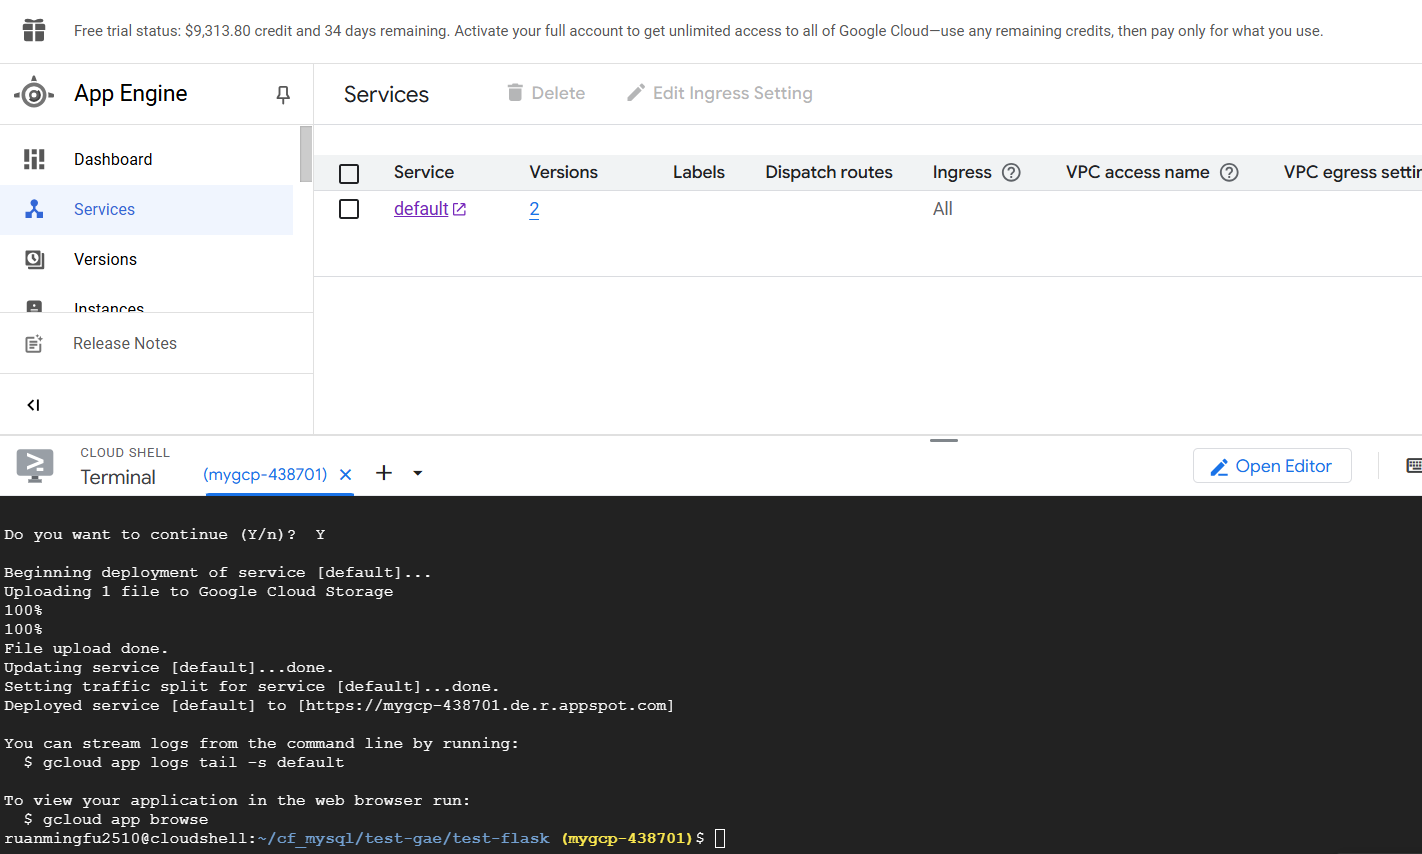 Free trial status: $9,313.80 credit and 34 days remaining. Activate your full account to get unlimited access to all of Google Cloud—use any remaining credits, then pay only for what you use.
App Engine
Services
Delete
Edit Ingress Setting
Dashboard
Services
Versions
Instances
Release Notes
Service Versions Labels Dispatch routes Ingress VPC access name VPC egress settin
default 2 All
CLOUD SHELL
Terminal
(mygcp-438701)
Open Editor
Do you want to continue (Y/n)?  Y
Beginning deployment of service [default]...
Uploading 1 file to Google Cloud Storage
100%
100%
File upload done.
Updating service [default]...done.
Setting traffic split for service [default]...done.
Deployed service [default] to [https://mygcp-438701.de.r.appspot.com]
You can stream logs from the command line by running:
  $ gcloud app logs tail -s default
To view your application in the web browser run:
  $ gcloud app browse
ruanmingfu2510@cloudshell:~/cf_mysql/test-gae/test-flask (mygcp-438701)$